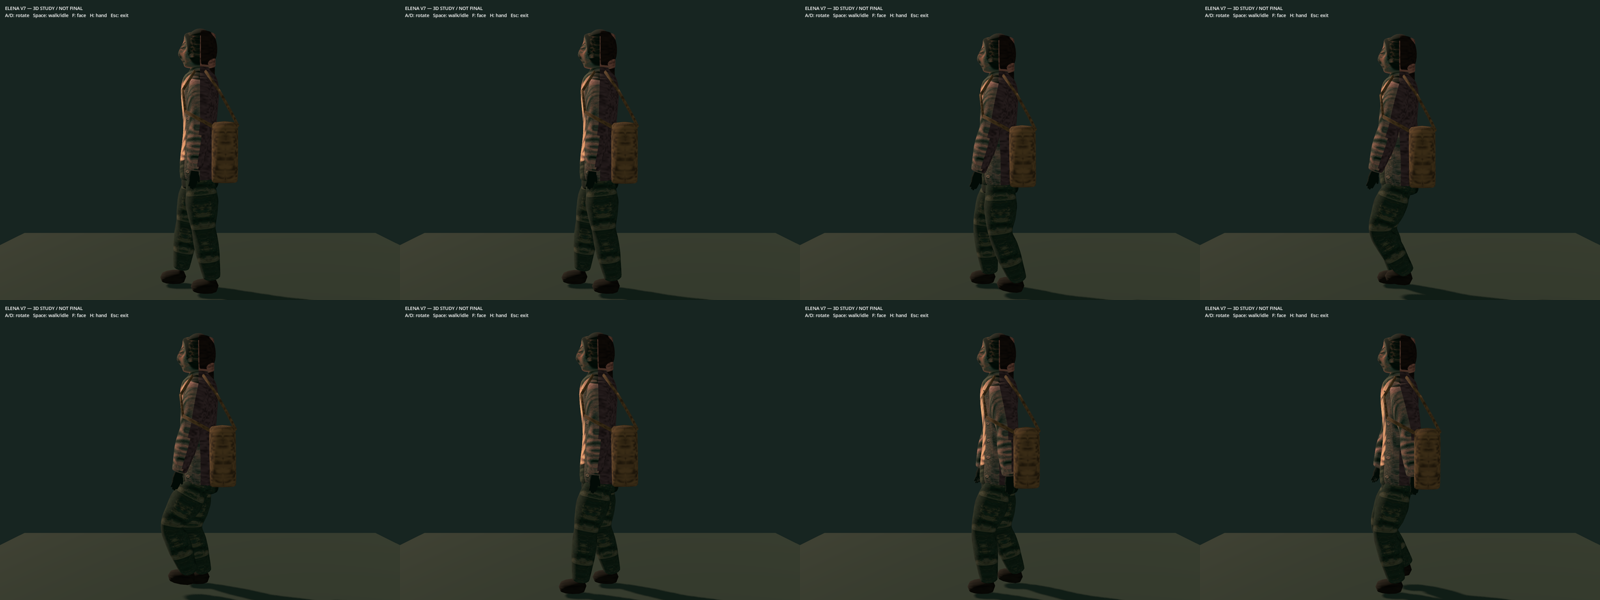 ELENA V7 — 3D STUDY / NOT FINAL
A/D: rotate Space: walk/idle F: face H: hand Esc: exit
ELENA V7 — 3D STUDY / NOT FINAL
A/D: rotate Space: walk/idle F: face H: hand Esc: exit
ELENA V7 — 3D STUDY / NOT FINAL
A/D: rotate Space: walk/idle F: face H: hand Esc: exit
ELENA V7 — 3D STUDY / NOT FINAL
A/D: rotate Space: walk/idle F: face H: hand Esc: exit
ELENA V7 — 3D STUDY / NOT FINAL
A/D: rotate Space: walk/idle F: face H: hand Esc: exit
ELENA V7 — 3D STUDY / NOT FINAL
A/D: rotate Space: walk/idle F: face H: hand Esc: exit
ELENA V7 — 3D STUDY / NOT FINAL
A/D: rotate Space: walk/idle F: face H: hand Esc: exit
ELENA V7 — 3D STUDY / NOT FINAL
A/D: rotate Space: walk/idle F: face H: hand Esc: exit